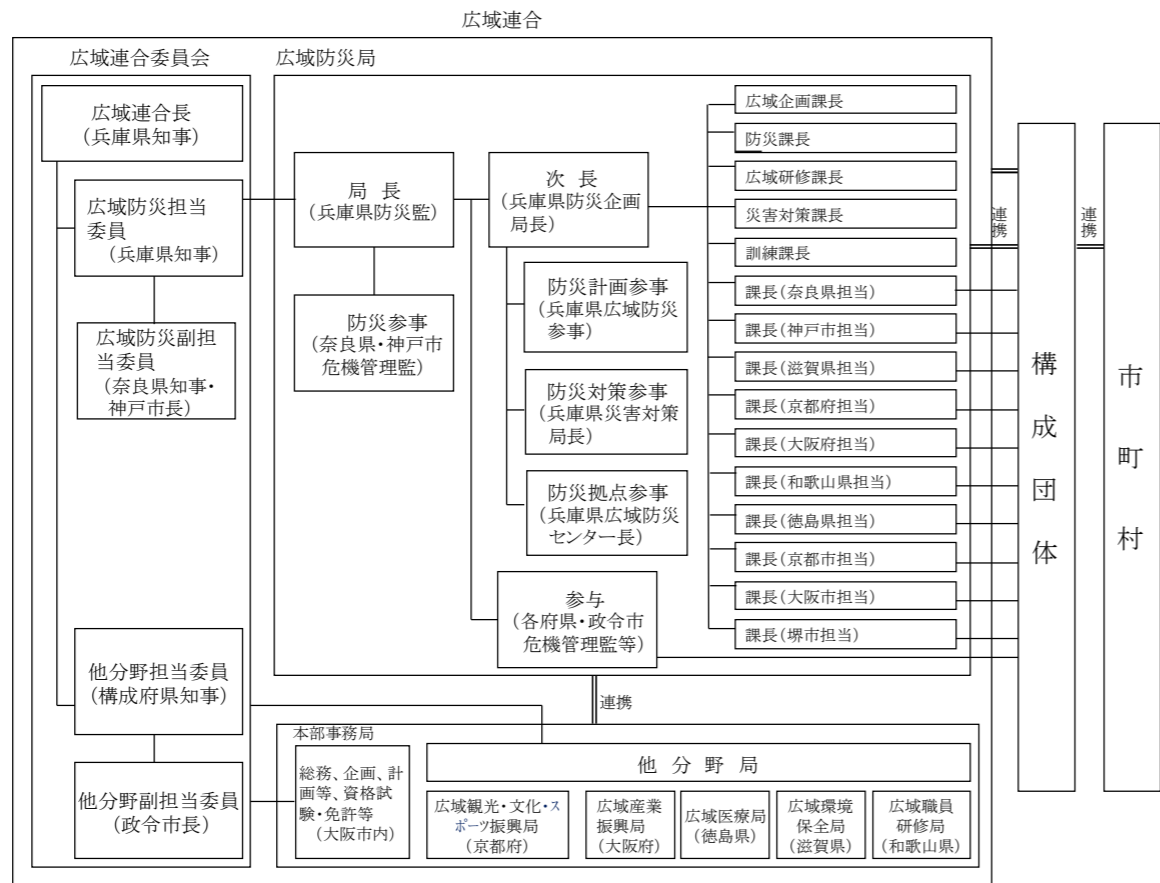 広域連合
広域連合委員会
広域連合長
（兵庫県知事）
広域防災担当
委員
（兵庫県知事）
広域防災副担
当委員
（奈良県知事・
神戸市長）
他分野担当委員
（構成府県知事）
他分野副担当委員
（政令市長）
広域防災局
局 長
（兵庫県防災監）
防災参事
（奈良県・神戸市
危機管理監）
次 長
（兵庫県防災企画
局長）
防災計画参事
（兵庫県広域防災
参事）
防災対策参事
（兵庫県災害対策
局長）
防災拠点参事
（兵庫県広域防災
センター長）
参与
（各府県・政令市
危機管理監等）
広域企画課長
防災課長
広域研修課長
災害対策課長
訓練課長
課長（奈良県担当）
課長（神戸市担当）
課長（滋賀県担当）
課長（京都府担当）
課長（大阪府担当）
課長（和歌山県担当）
課長（徳島県担当）
課長（京都市担当）
課長（大阪市担当）
課長（堺市担当）
連携
本部事務局
総務、企画、計
画等、資格試
験・免許等
（大阪市内）
他 分 野 局
広域観光・文化・ス
ポーツ振興局
（京都府）
広域産業
振興局
（大阪府）
広域医療局
（徳島県）
広域環境
保全局
（滋賀県）
広域職員
研修局
（和歌山県）
連携
構成団体
連携
市町村